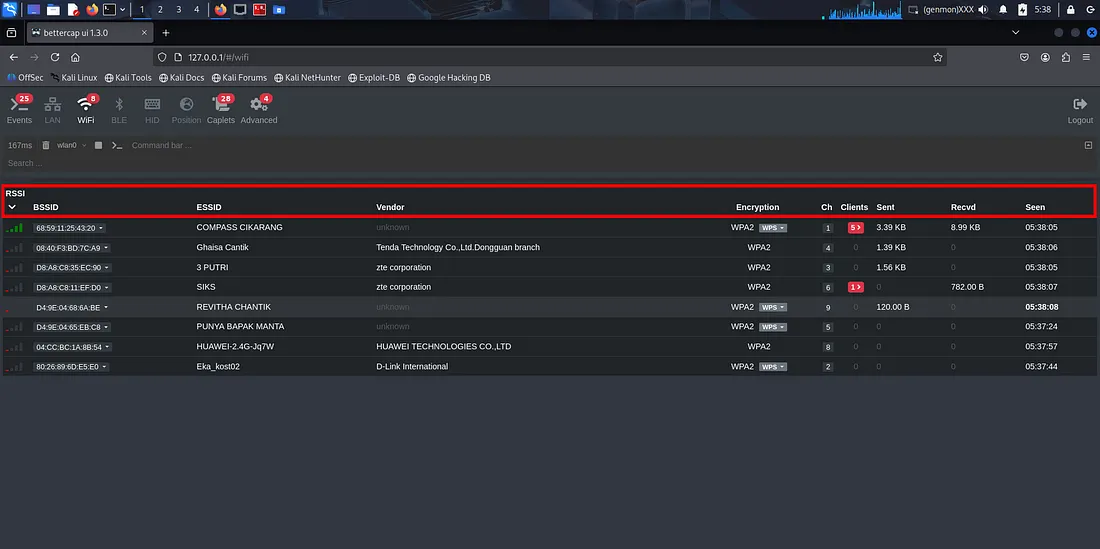 (genmon)XXX 5:38
1 2 3 4
bettercap ui 1.3.0
127.0.0.1/#/wifi
OffSec Kali Linux Kali Tools Kali Docs Kali Forums Kali NetHunter Exploit-DB Google Hacking DB
25 8 28 4
Events LAN WiFi BLE HID Position Caplets Advanced Logout
167ms wlan0 Command bar ...
Search ...
RSSI
BSSID ESSID Vendor Encryption Ch Clients Sent Recvd Seen
68:59:11:25:43:20 COMPASS CIKARANG unknown WPA2 WPS 1 5 3.39 KB 8.99 KB 05:38:05
08:40:F3:BD:7C:A9 Ghaisa Cantik Tenda Technology Co.,Ltd.Dongguan branch WPA2 4 0 1.39 KB 0 05:38:06
D8:A8:C8:35:EC:90 3 PUTRI zte corporation WPA2 3 0 1.56 KB 0 05:38:05
D8:A8:C8:11:EF:D0 SIKS zte corporation WPA2 6 1 0 782.00 B 05:38:07
D4:9E:04:68:6A:BE REVITHA CHANTIK unknown WPA2 WPS 9 0 120.00 B 0 05:38:08
D4:9E:04:65:EB:C8 PUNYA BAPAK MANTA unknown WPA2 WPS 5 0 0 0 05:37:24
04:CC:BC:1A:8B:54 HUAWEI-2.4G-Jq7W HUAWEI TECHNOLOGIES CO.,LTD WPA2 8 0 0 0 05:37:57
80:26:89:6D:E5:E0 Eka_kost02 D-Link International WPA2 WPS 2 0 0 0 05:37:44